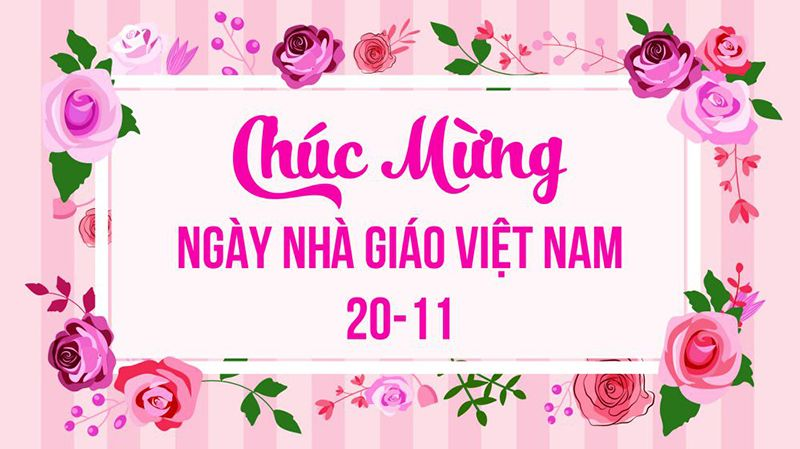 Chúc Mừng
NGÀY NHÀ GIÁO VIỆT NAM
20-11